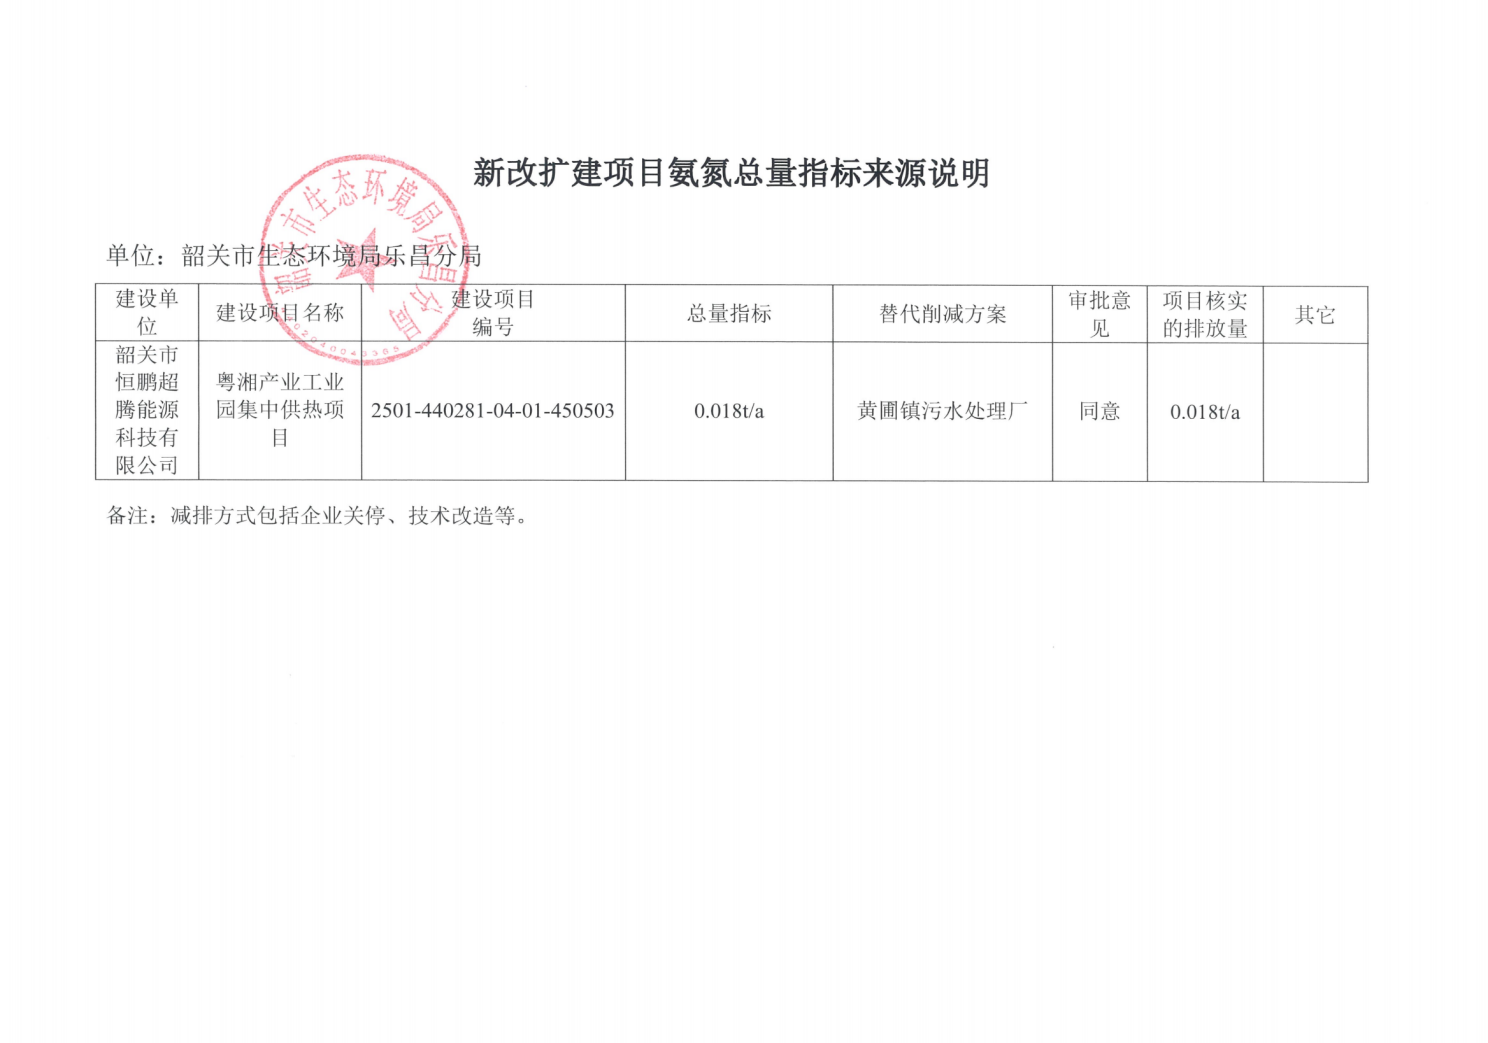 新改扩建项目氨氮总量指标来源说明
韶关市生态环境局乐昌分局
单位：韶关市生态环境局乐昌分局
建设单
位
建设项目名称
建设项目
编号
总量指标
替代削减方案
审批意
见
项目核实
的排放量
其它
韶关市
恒鹏超
腾能源
科技有
限公司
粤湘产业工业
园集中供热项
目
2501-440281-04-01-450503
0.018t/a
黄圃镇污水处理厂
同意
0.018t/a
备注：减排方式包括企业关停、技术改造等。